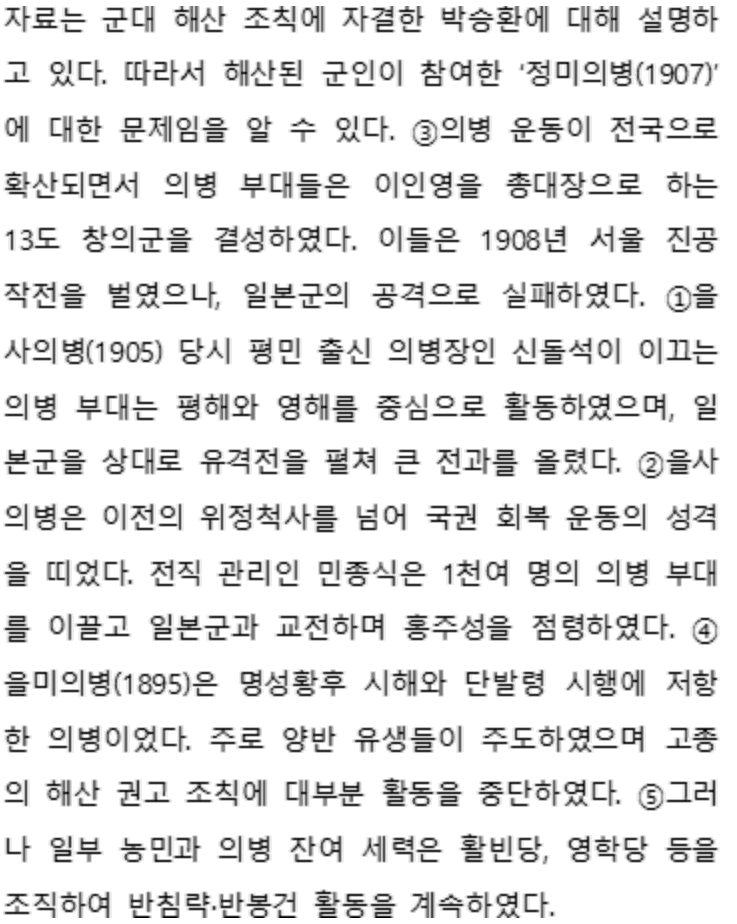 자료는 군대 해산 조칙에 자결한 박승환에 대해 설명하
고 있다. 따라서 해산된 군인이 참여한 '정미의병(1907)'
에 대한 문제임을 알 수 있다. ③의병 운동이 전국으로
확산되면서 의병 부대들은 이인영을 총대장으로 하는
13도 창의군을 결성하였다. 이들은 1908년 서울 진공
작전을 벌였으나, 일본군의 공격으로 실패하였다. ①을
사의병(1905) 당시 평민 출신 의병장인 신돌석이 이끄는
의병 부대는 평해와 영해를 중심으로 활동하였으며, 일
본군을 상대로 유격전을 펼쳐 큰 전과를 올렸다. ②을사
의병은 이전의 위정척사를 넘어 국권 회복 운동의 성격
을 띠었다. 전직 관리인 민종식은 1천여 명의 의병 부대
를 이끌고 일본군과 교전하며 홍주성을 점령하였다. ④
을미의병(1895)은 명성황후 시해와 단발령 시행에 저항
한 의병이었다. 주로 양반 유생들이 주도하였으며 고종
의 해산 권고 조칙에 대부분 활동을 중단하였다. ⑤그러
나 일부 농민과 의병 잔여 세력은 활빈당, 영학당 등을
조직하여 반침략·반봉건 활동을 계속하였다.